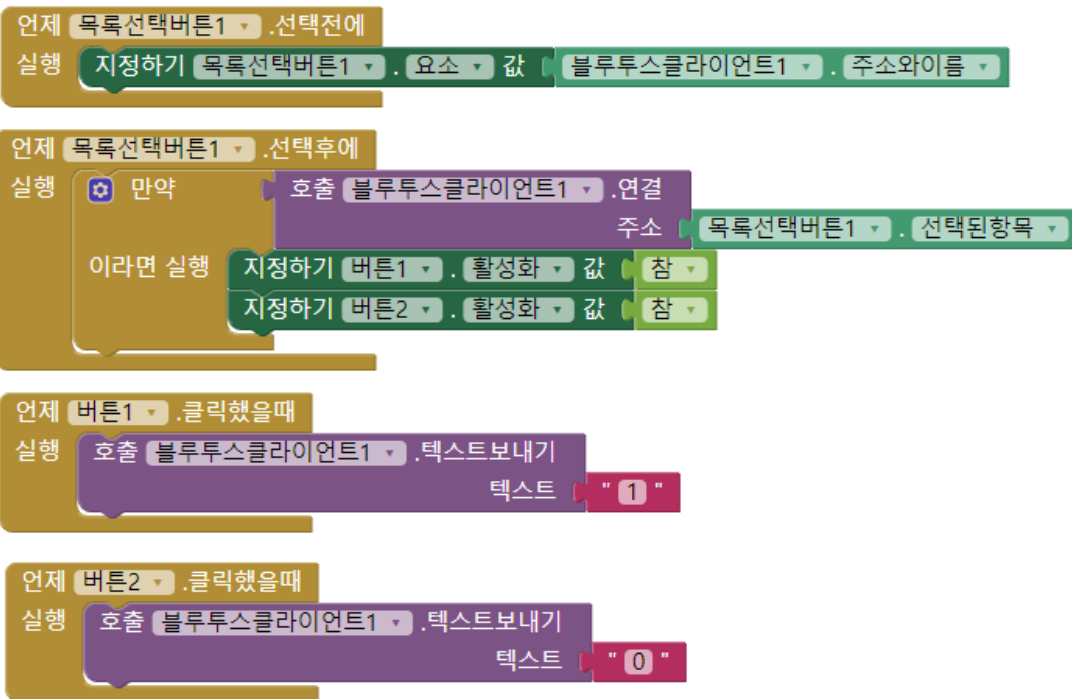 언제 목록선택버튼1 .선택전에
실행 지정하기 목록선택버튼1 . 요소 값 블루투스클라이언트1 . 주소와이름
언제 목록선택버튼1 .선택후에
실행 만약 호출 블루투스클라이언트1 .연결
주소 목록선택버튼1 . 선택된항목
이라면 실행 지정하기 버튼1 . 활성화 값 참
지정하기 버튼2 . 활성화 값 참
언제 버튼1 .클릭했을때
실행 호출 블루투스클라이언트1 .텍스트보내기
텍스트 " 1 "
언제 버튼2 .클릭했을때
실행 호출 블루투스클라이언트1 .텍스트보내기
텍스트 " 0 "